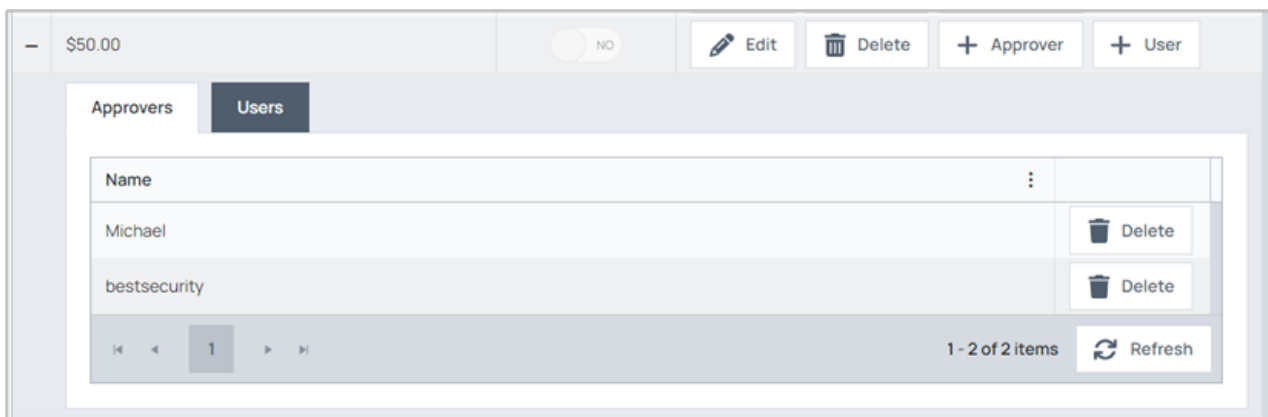 − $50.00 NO Edit Delete + Approver + User
Approvers Users
Name
Michael Delete
bestsecurity Delete
1 1 - 2 of 2 items Refresh